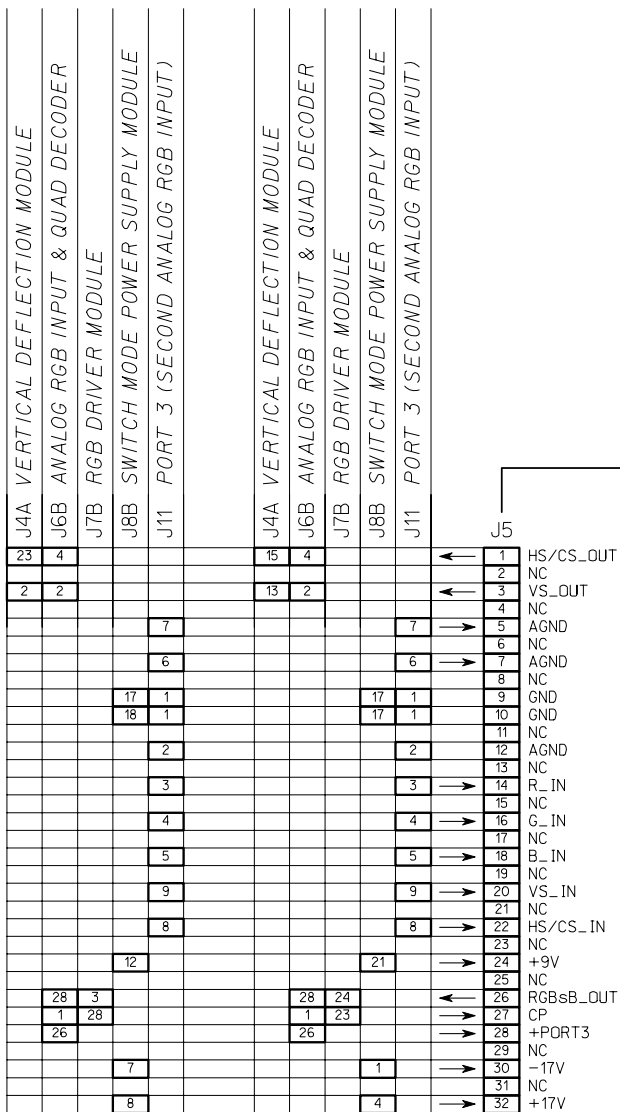 J4A VERTICAL DEFLECTION MODULE
J6B ANALOG RGB INPUT & QUAD DECODER
J7B RGB DRIVER MODULE
J8B SWITCH MODE POWER SUPPLY MODULE
J11 PORT 3 (SECOND ANALOG RGB INPUT)
J4A VERTICAL DEFLECTION MODULE
J6B ANALOG RGB INPUT & QUAD DECODER
J7B RGB DRIVER MODULE
J8B SWITCH MODE POWER SUPPLY MODULE
J11 PORT 3 (SECOND ANALOG RGB INPUT)
J5
23 4 15 4 1 HS/CS_OUT
2 NC
2 2 13 2 3 VS_OUT
4 NC
7 7 5 AGND
6 NC
6 6 7 AGND
8 NC
17 1 17 1 9 GND
18 1 17 1 10 GND
11 NC
2 2 12 AGND
13 NC
3 3 14 R_IN
15 NC
4 4 16 G_IN
17 NC
5 5 18 B_IN
19 NC
9 9 20 VS_IN
21 NC
8 8 22 HS/CS_IN
23 NC
12 21 24 +9V
25 NC
28 3 28 24 26 RGBsB_OUT
1 28 1 23 27 CP
26 26 28 +PORT3
29 NC
7 1 30 -17V
31 NC
8 4 32 +17V